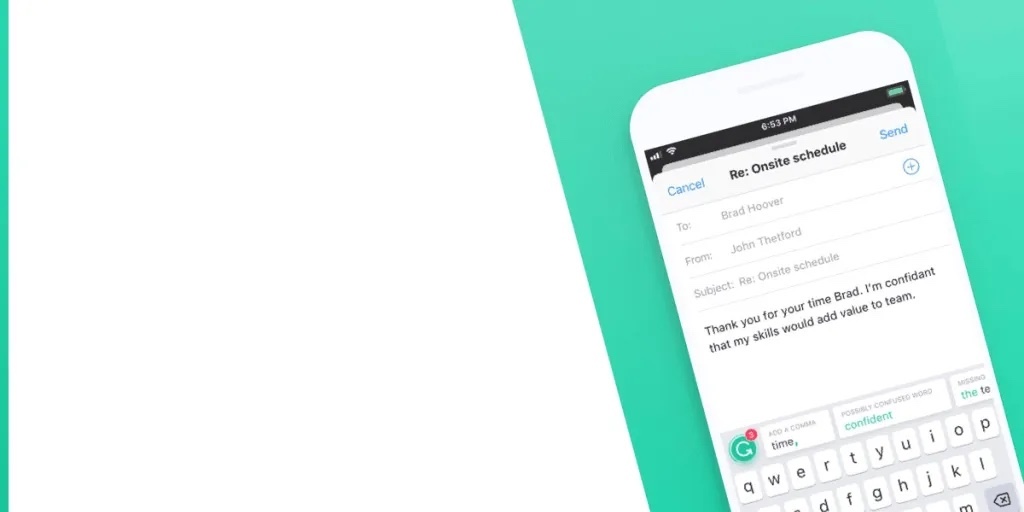 6:53 PM
Cancel
Re: Onsite schedule
Send
To: Brad Hoover
From: John Thetford
Subject: Re: Onsite schedule
Thank you for your time Brad. I'm confidant
that my skills would add value to team.
3
ADD A COMMA
time,
POSSIBLY CONFUSED WORD
confident
MISSING
the te
q w e r t y u i o p
d f g h j k l
m